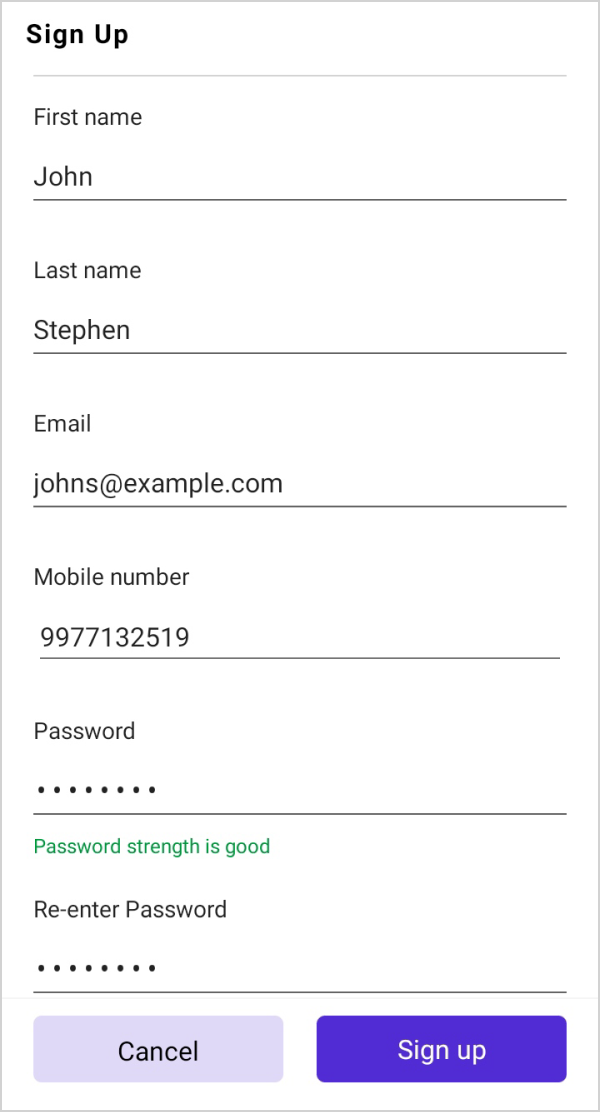 Sign Up
First name
John
Last name
Stephen
Email
johns@example.com
Mobile number
9977132519
Password
••••••••
Password strength is good
Re-enter Password
••••••••
Cancel
Sign up